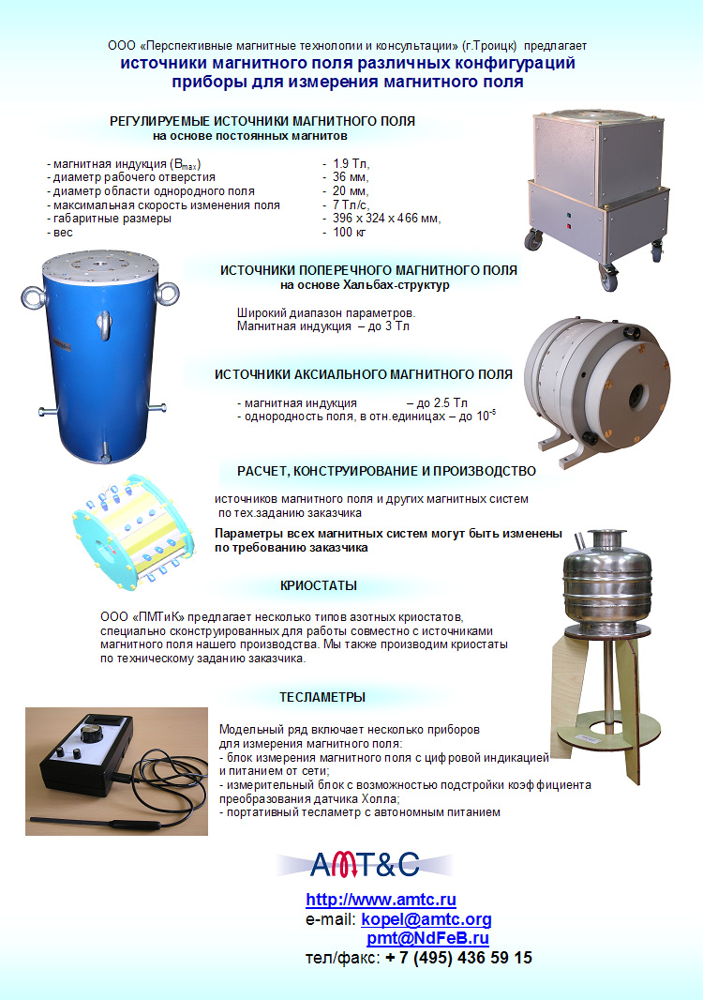 ООО «Перспективные магнитные технологии и консультации» (г.Троицк) предлагает
источники магнитного поля различных конфигураций
приборы для измерения магнитного поля
РЕГУЛИРУЕМЫЕ ИСТОЧНИКИ МАГНИТНОГО ПОЛЯ
на основе постоянных магнитов
- магнитная индукция (Bmax) - 1.9 Тл,
- диаметр рабочего отверстия - 36 мм,
- диаметр области однородного поля - 20 мм,
- максимальная скорость изменения поля - 7 Тл/с,
- габаритные размеры - 396 x 324 x 466 мм,
- вес - 100 кг
ИСТОЧНИКИ ПОПЕРЕЧНОГО МАГНИТНОГО ПОЛЯ
на основе Хальбах-структур
Широкий диапазон параметров.
Магнитная индукция – до 3 Тл
ИСТОЧНИКИ АКСИАЛЬНОГО МАГНИТНОГО ПОЛЯ
- магнитная индукция – до 2.5 Тл
- однородность поля, в отн.единицах – до 10⁻⁵
РАСЧЕТ, КОНСТРУИРОВАНИЕ И ПРОИЗВОДСТВО
источников магнитного поля и других магнитных систем
по тех.заданию заказчика
Параметры всех магнитных систем могут быть изменены
по требованию заказчика
КРИОСТАТЫ
ООО «ПМТиК» предлагает несколько типов азотных криостатов,
специально сконструированных для работы совместно с источниками
магнитного поля нашего производства. Мы также производим криостаты
по техническому заданию заказчика.
ТЕСЛАМЕТРЫ
Модельный ряд включает несколько приборов
для измерения магнитного поля:
- блок измерения магнитного поля с цифровой индикацией
и питанием от сети;
- измерительный блок с возможностью подстройки коэффициента
преобразования датчика Холла;
- портативный тесламетр с автономным питанием
AMT&C
http://www.amtc.ru
e-mail: kopel@amtc.org
pmt@NdFeB.ru
тел/факс: + 7 (495) 436 59 15